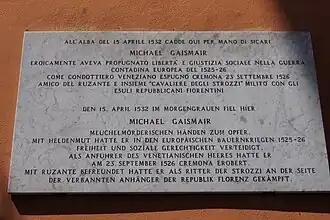 ALL'ALBA DEL 15 APRILE 1532 CADDE QUI PER MANO DI SICARI
MICHAEL GAISMAIR
EROICAMENTE AVEVA PROPUGNATO LIBERTÀ E GIUSTIZIA SOCIALE NELLA GUERRA
CONTADINA EUROPEA DEL 1525-26
COME CONDOTTIERO VENEZIANO ESPUGNÒ CREMONA 23 SETTEMBRE 1526
AMICO DEL RUZANTE E INSIEME "CAVALIERE DEGLI STROZZI" MILITÒ CON GLI
ESULI REPUBBLICANI FIORENTINI
DEN 15. APRIL 1532 IM MORGENGRAUEN FIEL HIER
MICHAEL GAISMAIR
MEUCHELMÖRDERISCHEN HÄNDEN ZUM OPFER.
MIT HELDENMUT HATTE ER IN DEN EUROPÄISCHEN BAUERNKRIEGEN 1525-26
FREIHEIT UND SOZIALE GERECHTIGKEIT VERTEIDIGT.
ALS ANFÜHRER DES VENETIANISCHEN HEERES HATTE ER
AM 23. SEPTEMBER 1526 CREMONA EROBERT.
MIT RUZANTE BEFREUNDET HATTE ER ALS RITTER DER STROZZI AN DER SEITE
DER VERBANNTEN ANHÄNGER DER REPUBLIK FLORENZ GEKÄMPFT.